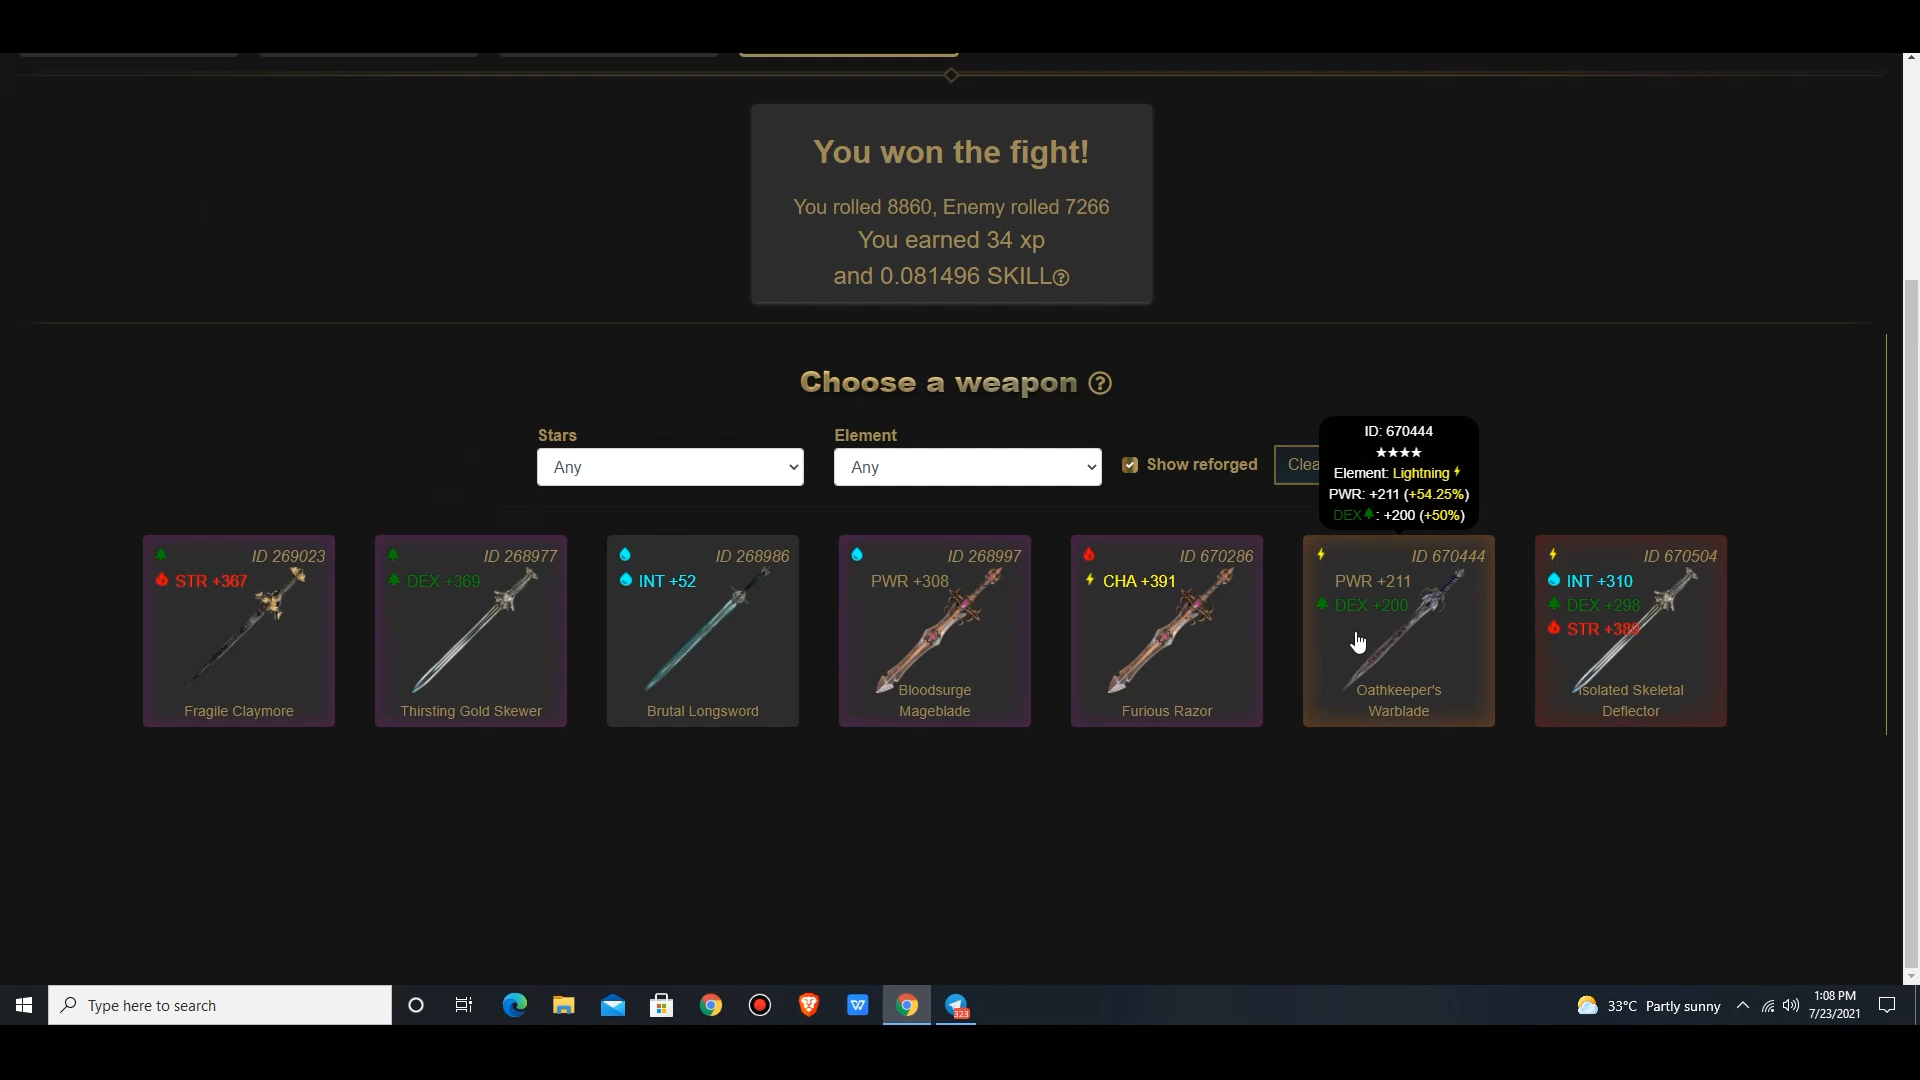 You won the fight!
You rolled 8860, Enemy rolled 7266
You earned 34 xp
and 0.081496 SKILL?
Choose a weapon ?
Stars
Element
Any
Any
Show reforged
Clea
ID: 670444
★★★★
Element: Lightning
PWR: +211 (+54.25%)
DEX: +200 (+50%)
ID 269023
STR +367
Fragile Claymore
ID 268977
DEX +369
Thirsting Gold Skewer
ID 268986
INT +52
Brutal Longsword
ID 268997
PWR +308
Bloodsurge
Mageblade
ID 670286
CHA +391
Furious Razor
ID 670444
PWR +211
DEX +200
Oathkeeper's
Warblade
ID 670504
INT +310
DEX +298
STR +389
Isolated Skeletal
Deflector
Type here to search
323
33°C Partly sunny
1:08 PM
7/23/2021